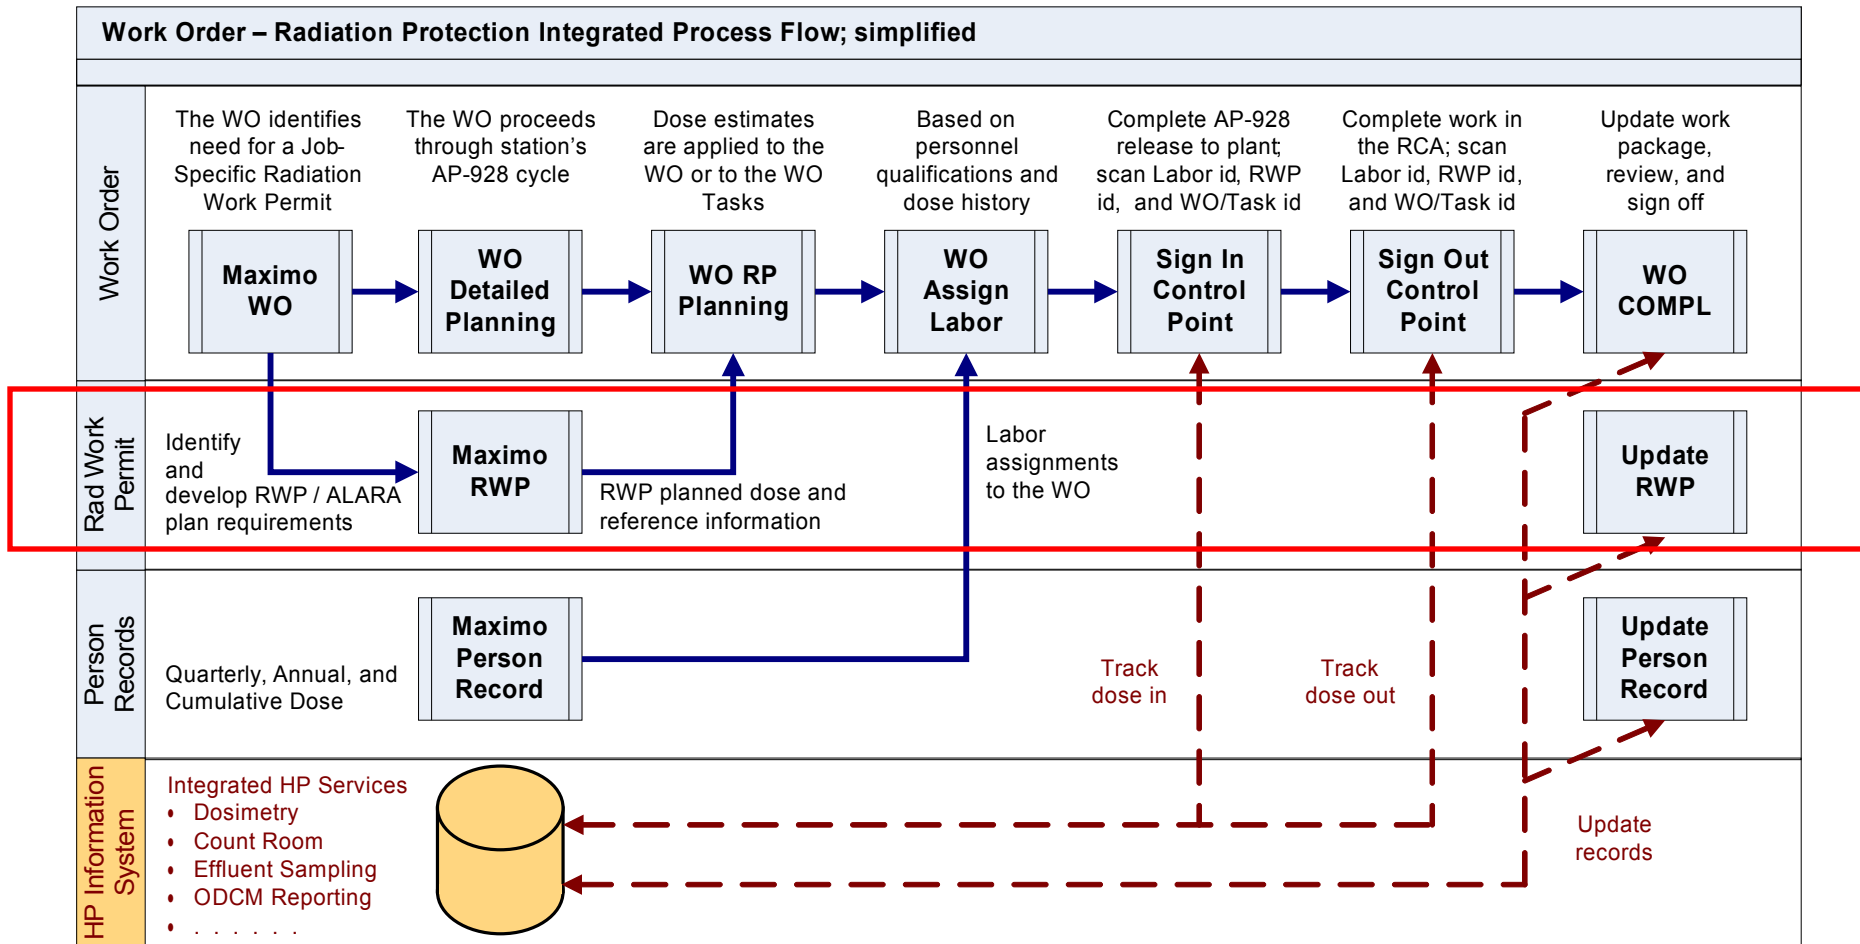 Work Order – Radiation Protection Integrated Process Flow; simplified
Work Order
The WO identifies
need for a Job-
Specific Radiation
Work Permit
The WO proceeds
through station's
AP-928 cycle
Dose estimates
are applied to the
WO or to the WO
Tasks
Based on
personnel
qualifications and
dose history
Complete AP-928
release to plant;
scan Labor id, RWP
id, and WO/Task id
Complete work in
the RCA; scan
Labor id, RWP id,
and WO/Task id
Update work
package,
review, and
sign off
Maximo
WO
WO
Detailed
Planning
WO RP
Planning
WO
Assign
Labor
Sign In
Control
Point
Sign Out
Control
Point
WO
COMPL
Rad Work
Permit
Identify
and
develop RWP / ALARA
plan requirements
Maximo
RWP
RWP planned dose and
reference information
Labor
assignments
to the WO
Update
RWP
Person
Records
Quarterly, Annual, and
Cumulative Dose
Maximo
Person
Record
Track
dose in
Track
dose out
Update
Person
Record
HP Information
System
Integrated HP Services
• Dosimetry
• Count Room
• Effluent Sampling
• ODCM Reporting
• . . . . . .
Update
records